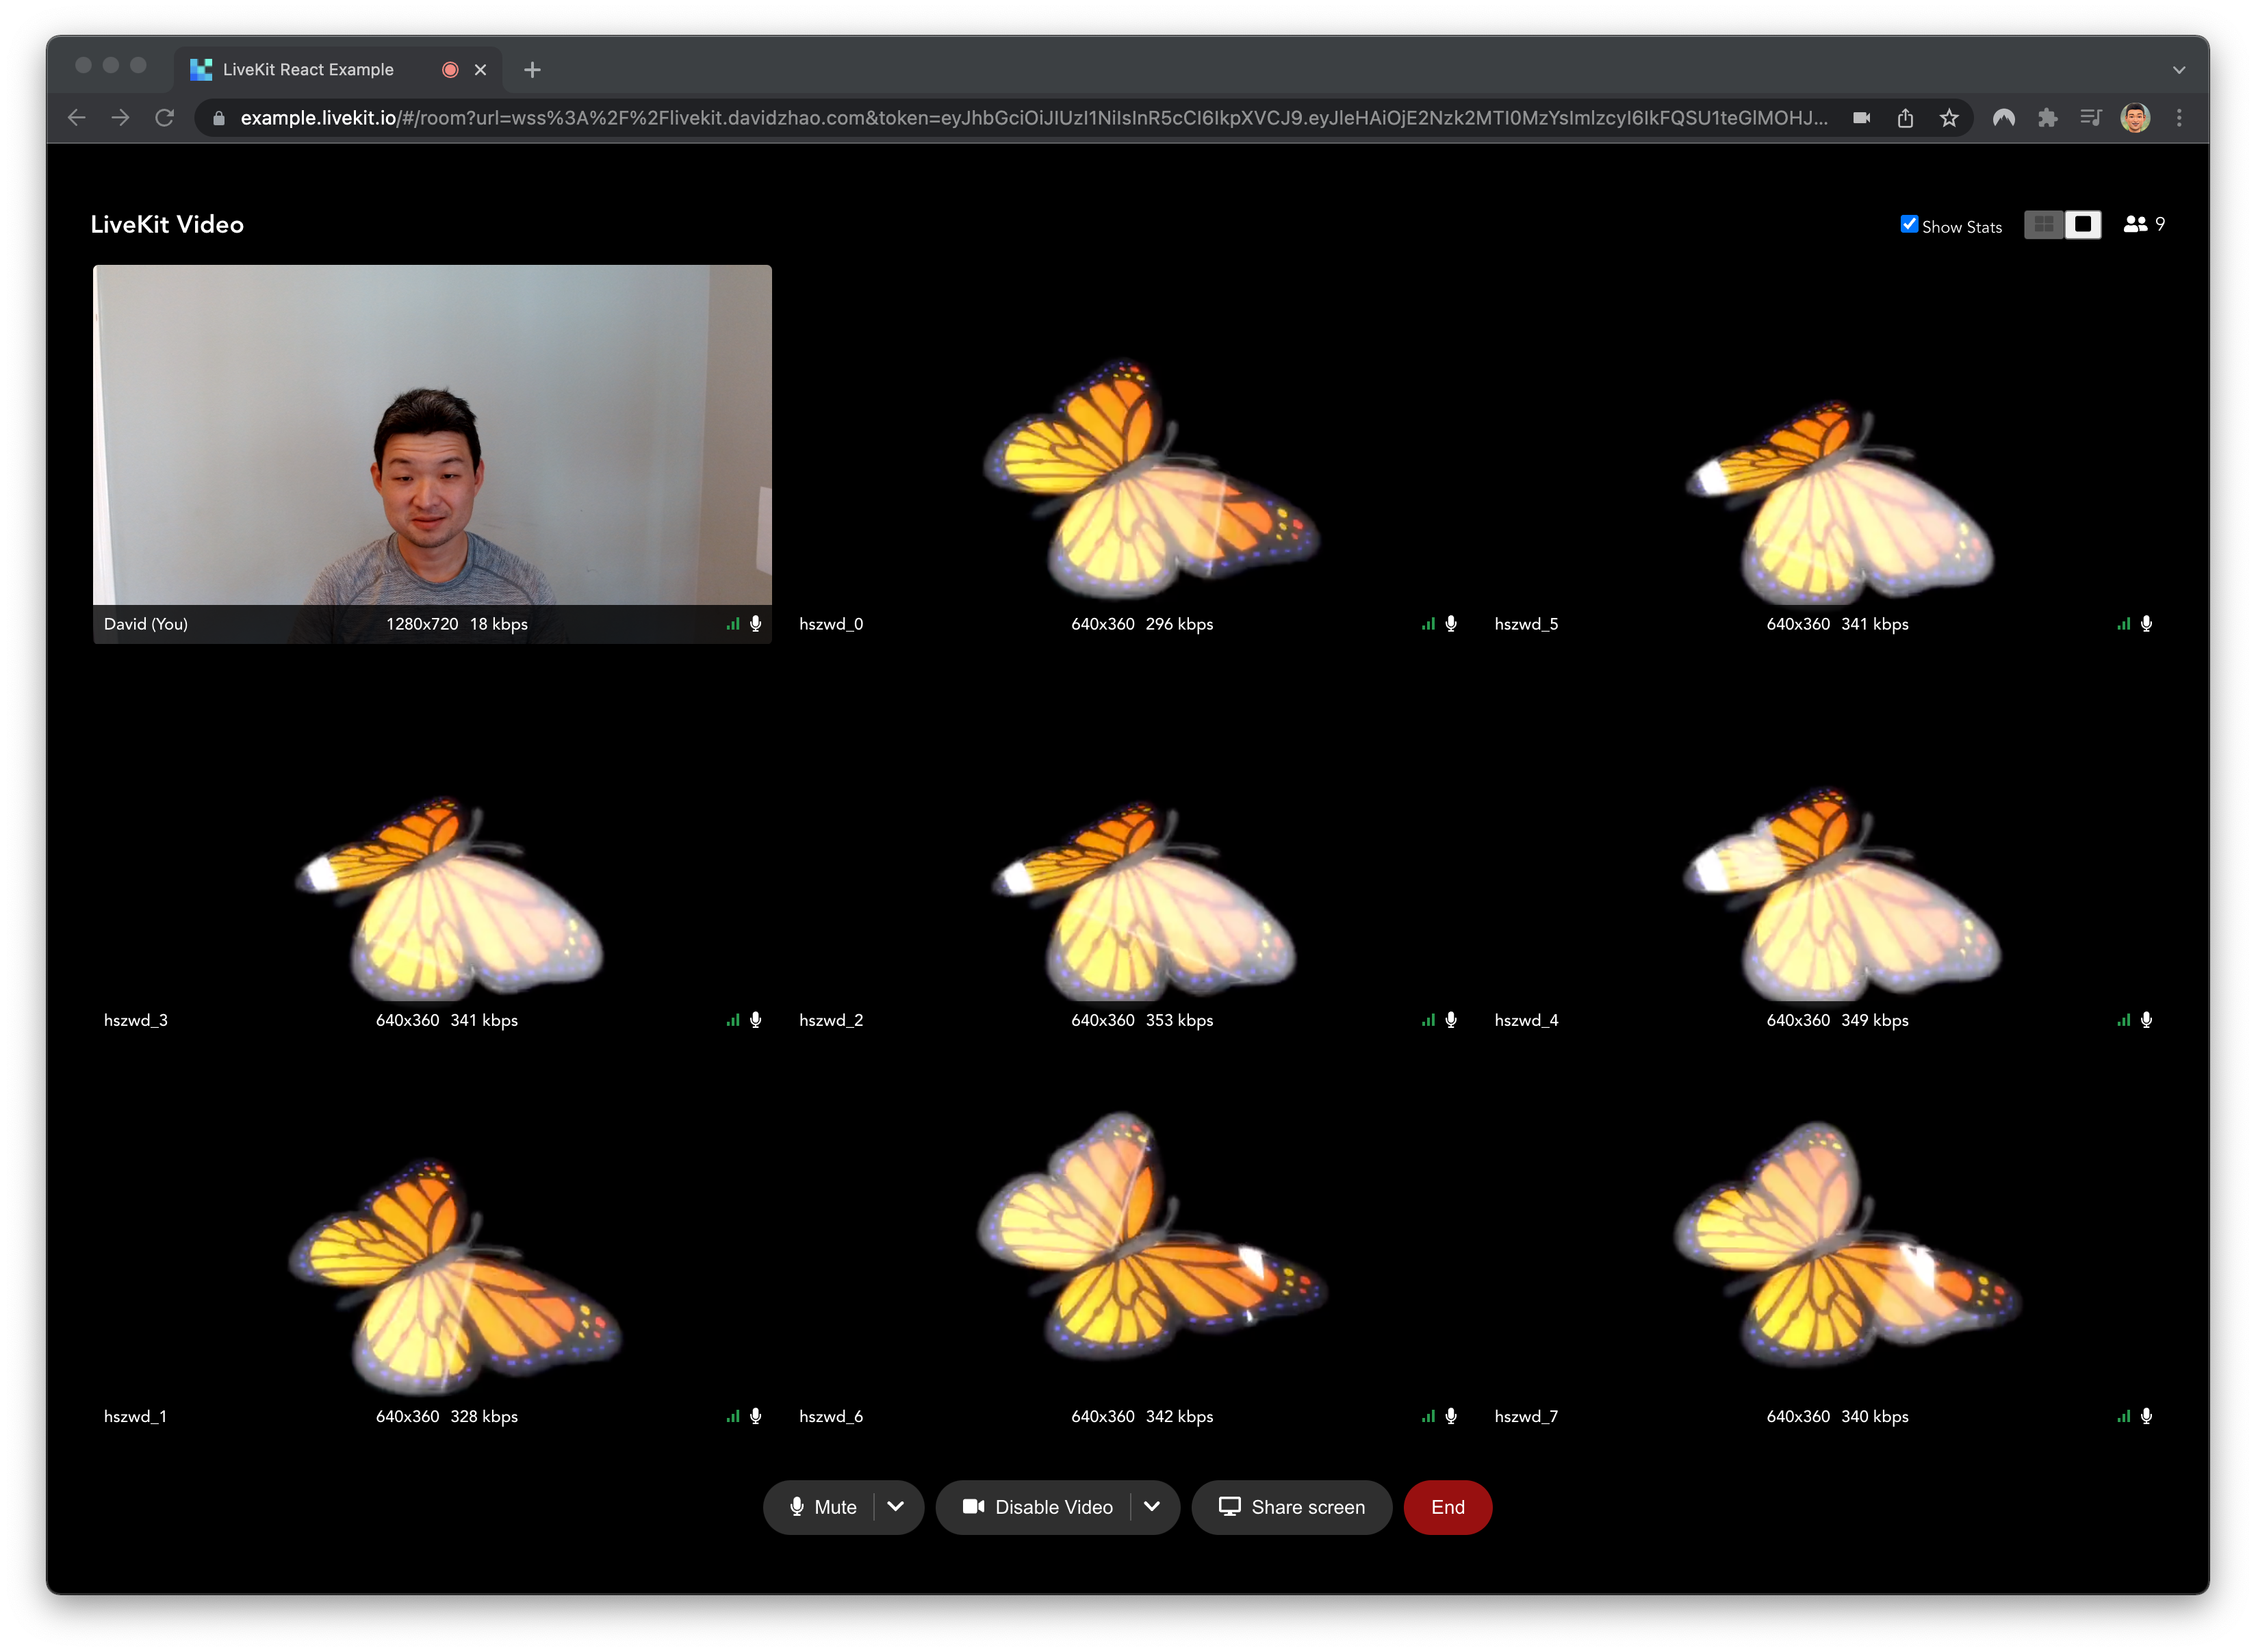 LiveKit React Example
example.livekit.io/#/room?url=wss%3A%2F%2Flivekit.davidzhao.com&token=eyJhbGciOiJIUzI1NiIsInR5cCI6IkpXVCJ9.eyJleHAiOjE2Nzk2MTI0MzYsImlzcyI6IkFQSU1teGlMOHJ...
LiveKit Video
Show Stats 9
David (You) 1280x720 18 kbps
hszwd_0 640x360 296 kbps
hszwd_5 640x360 341 kbps
hszwd_3 640x360 341 kbps
hszwd_2 640x360 353 kbps
hszwd_4 640x360 349 kbps
hszwd_1 640x360 328 kbps
hszwd_6 640x360 342 kbps
hszwd_7 640x360 340 kbps
Mute Disable Video Share screen End